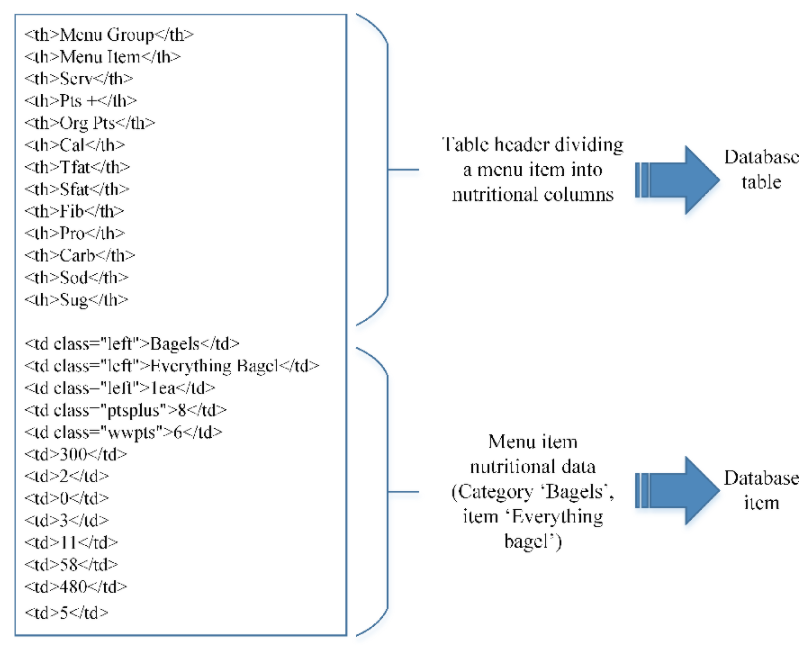 <th>Menu Group</th>
<th>Menu Item</th>
<th>Serv</th>
<th>Pts +</th>
<th>Org Pts</th>
<th>Cal</th>
<th>Tfat</th>
<th>Sfat</th>
<th>Fib</th>
<th>Pro</th>
<th>Carb</th>
<th>Sod</th>
<th>Sug</th>
<td class="left">Bagels</td>
<td class="left">Everything Bagel</td>
<td class="left">1ea</td>
<td class="ptsplus">8</td>
<td class="wwpts">6</td>
<td>300</td>
<td>2</td>
<td>0</td>
<td>3</td>
<td>11</td>
<td>58</td>
<td>480</td>
<td>5</td>
Table header dividing
a menu item into
nutritional columns
Database
table
Menu item
nutritional data
(Category ‘Bagels’,
item ‘Everything
bagel’)
Database
item